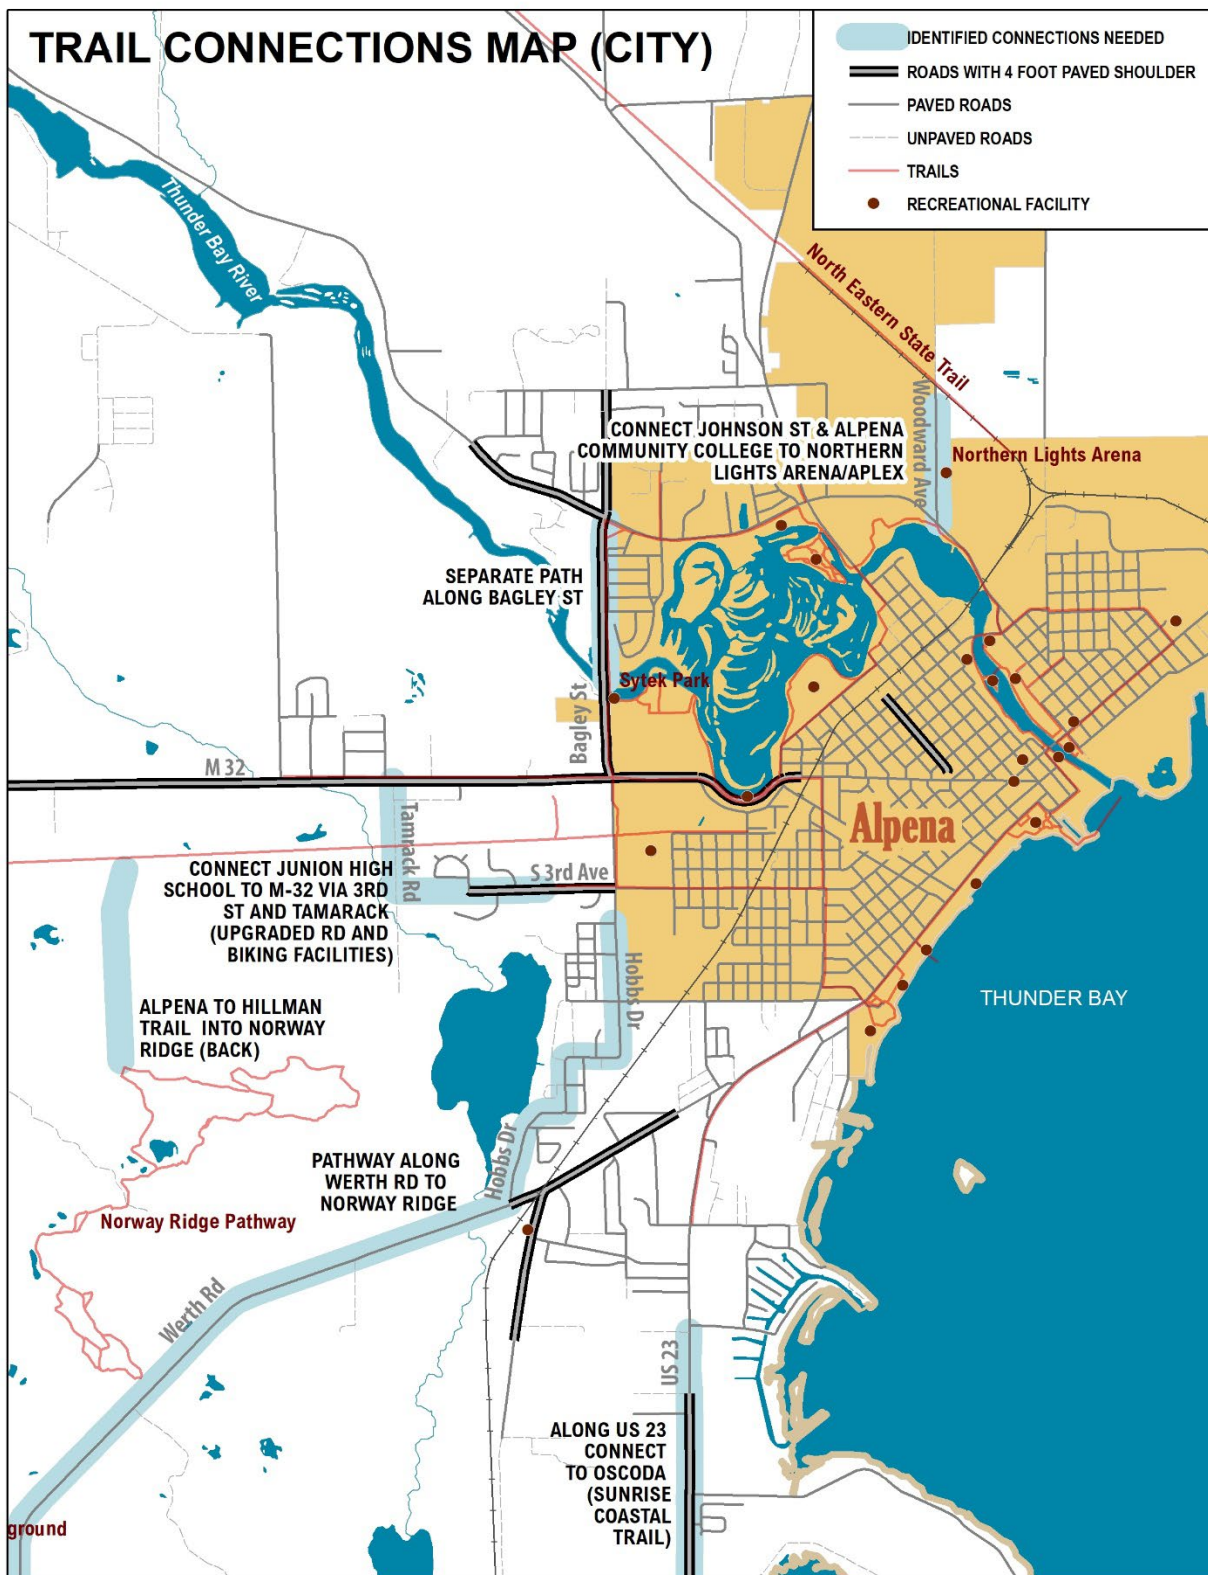 TRAIL CONNECTIONS MAP (CITY)
IDENTIFIED CONNECTIONS NEEDED
ROADS WITH 4 FOOT PAVED SHOULDER
PAVED ROADS
UNPAVED ROADS
TRAILS
RECREATIONAL FACILITY
Thunder Bay River
North Eastern State Trail
Woodward Ave
CONNECT JOHNSON ST & ALPENA
COMMUNITY COLLEGE TO NORTHERN
LIGHTS ARENA/APLEX
Northern Lights Arena
SEPARATE PATH
ALONG BAGLEY ST
Sytek Park
Bagley St
M 32
Tamrack Rd
Alpena
CONNECT JUNION HIGH
SCHOOL TO M-32 VIA 3RD
ST AND TAMARACK
(UPGRADED RD AND
BIKING FACILITIES)
S 3rd Ave
Hobbs Dr
ALPENA TO HILLMAN
TRAIL INTO NORWAY
RIDGE (BACK)
THUNDER BAY
PATHWAY ALONG
WERTH RD TO
NORWAY RIDGE
Hobbs Dr
Norway Ridge Pathway
Werth Rd
US 23
ALONG US 23
CONNECT
TO OSCODA
(SUNRISE
COASTAL
TRAIL)
ground